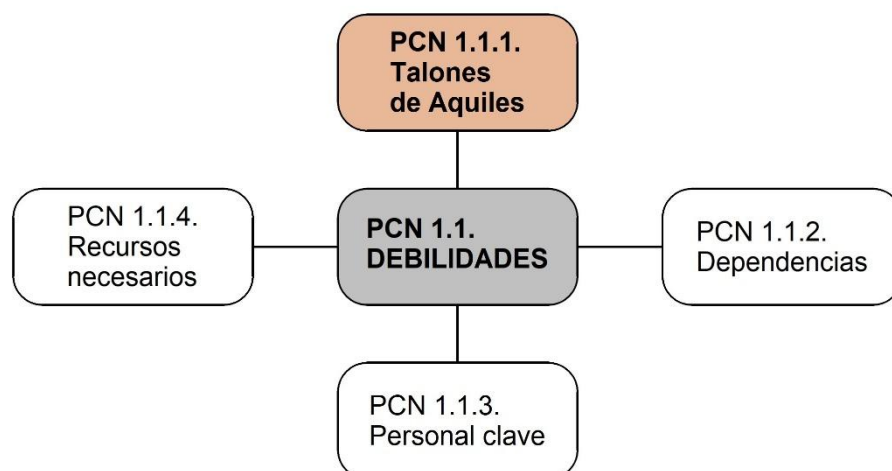 PCN 1.1.1.
Talones
de Aquiles
PCN 1.1.4.
Recursos
necesarios
PCN 1.1.
DEBILIDADES
PCN 1.1.2.
Dependencias
PCN 1.1.3.
Personal clave